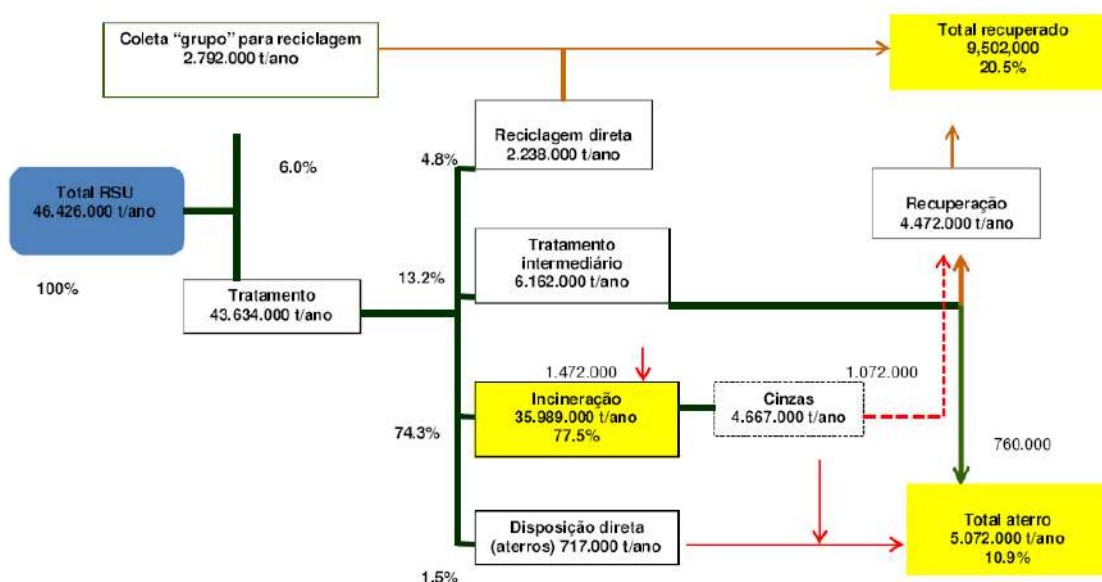 Coleta “grupo” para reciclagem
2.792.000 t/ano
Total recuperado
9,502,000
20.5%
Reciclagem direta
2.238.000 t/ano
4.8%
6.0%
Total RSU
46.426.000 t/ano
Recuperação
4.472.000 t/ano
Tratamento
intermediário
6.162.000 t/ano
13.2%
100%
Tratamento
43.634.000 t/ano
1.472.000
1.072.000
Incineração
35.989.000 t/ano
77.5%
Cinzas
4.667.000 t/ano
74.3%
760.000
Disposição direta
(aterros) 717.000 t/ano
Total aterro
5.072.000 t/ano
10.9%
1.5%